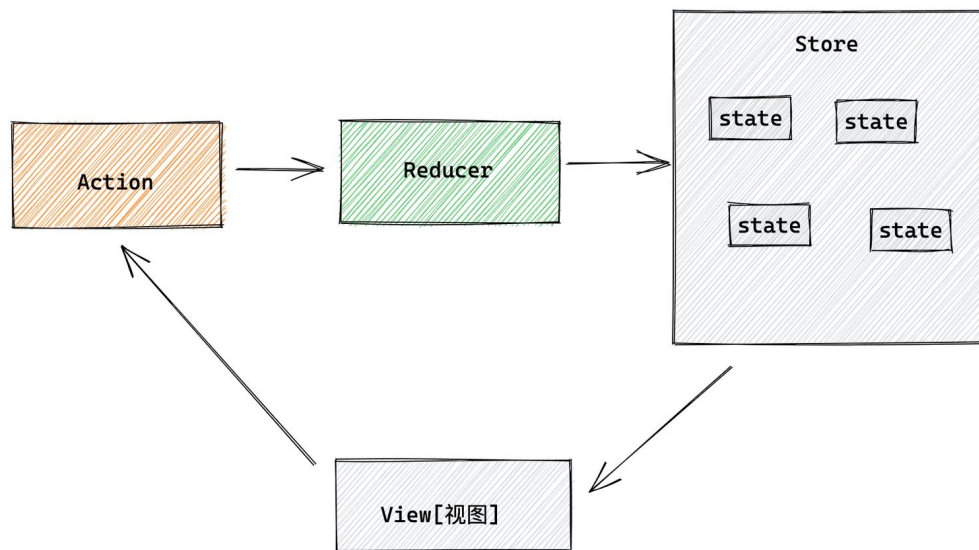 Store
state
state
Action
Reducer
state
state
View[视图]